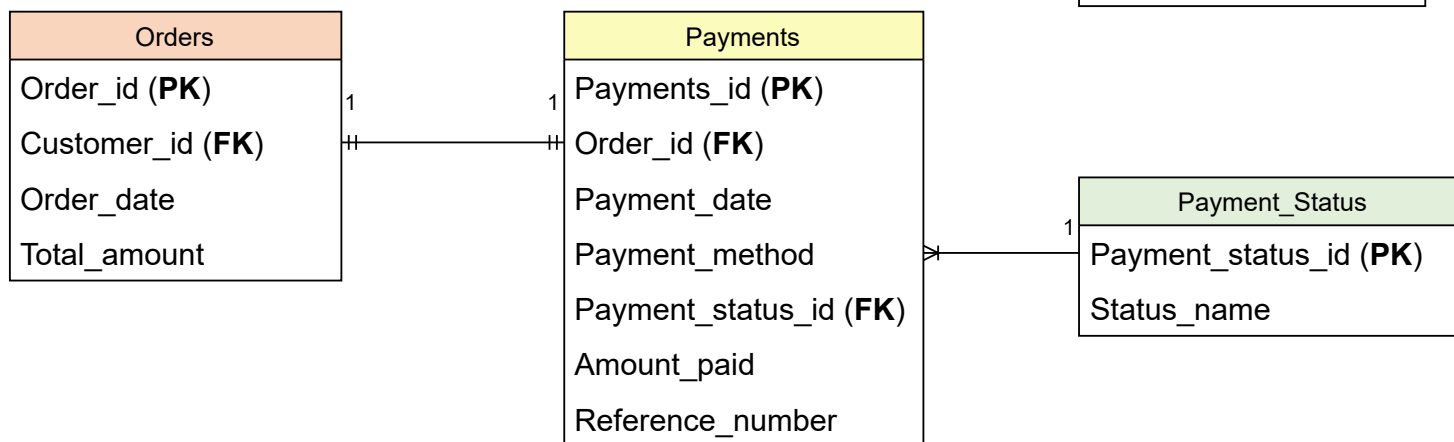 Orders
Order_id (PK)
Customer_id (FK)
Order_date
Total_amount
1
1
Payments
Payments_id (PK)
Order_id (FK)
Payment_date
Payment_method
Payment_status_id (FK)
Amount_paid
Reference_number
1
Payment_Status
Payment_status_id (PK)
Status_name